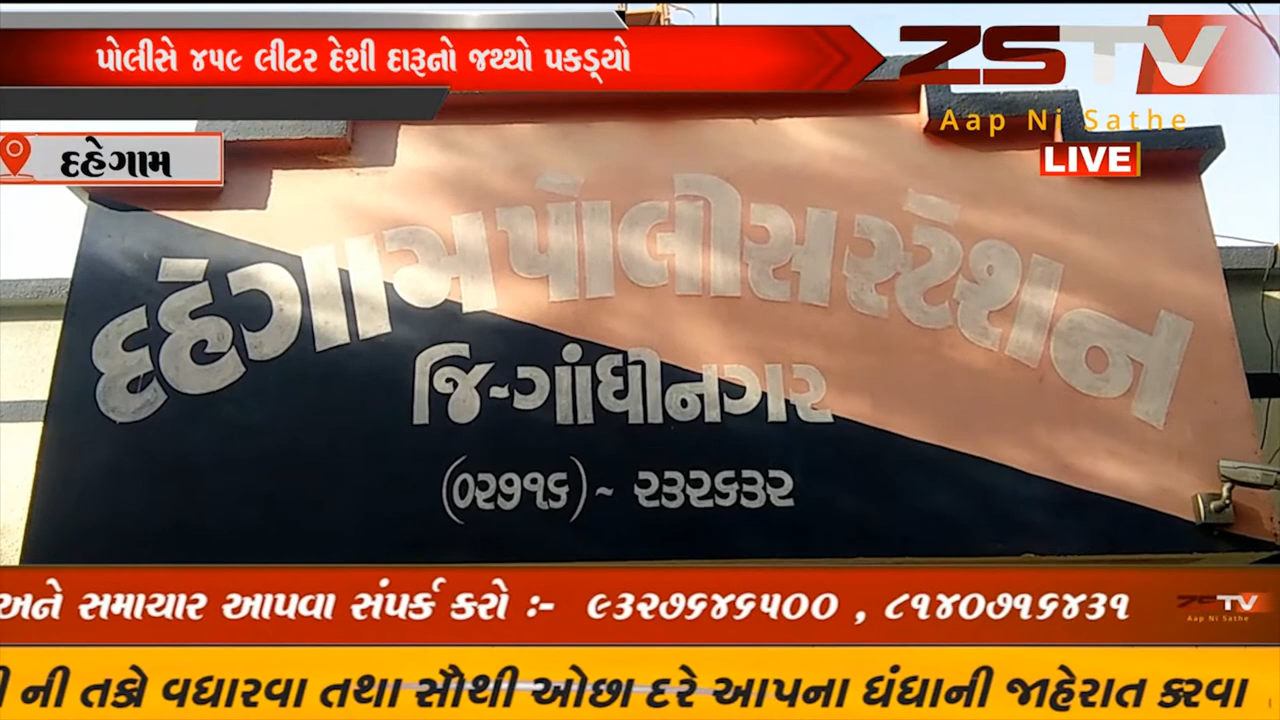 પોલીસે ૪૫૯ લીટર દેશી દારૂનો જથ્થો પકડ્યો
ZSTV
Aap Ni Sathe
LIVE
દહેગામ
દહેગામ પોલીસ સ્ટેશન
જિ-ગાંધીનગર
(૦૨૭૧૬) ~ ૨૩૨૬૩૨
અને સમાચાર આપવા સંપર્ક કરો :- ૯૩૨૭૬૪૬૫૦૦ , ૮૧૪૦૭૧૬૪૩૧
ZSTV
Aap Ni Sathe
ની તકો વધારવા તથા સૌથી ઓછા દરે આપના ધંધાની જાહેરાત કરવા